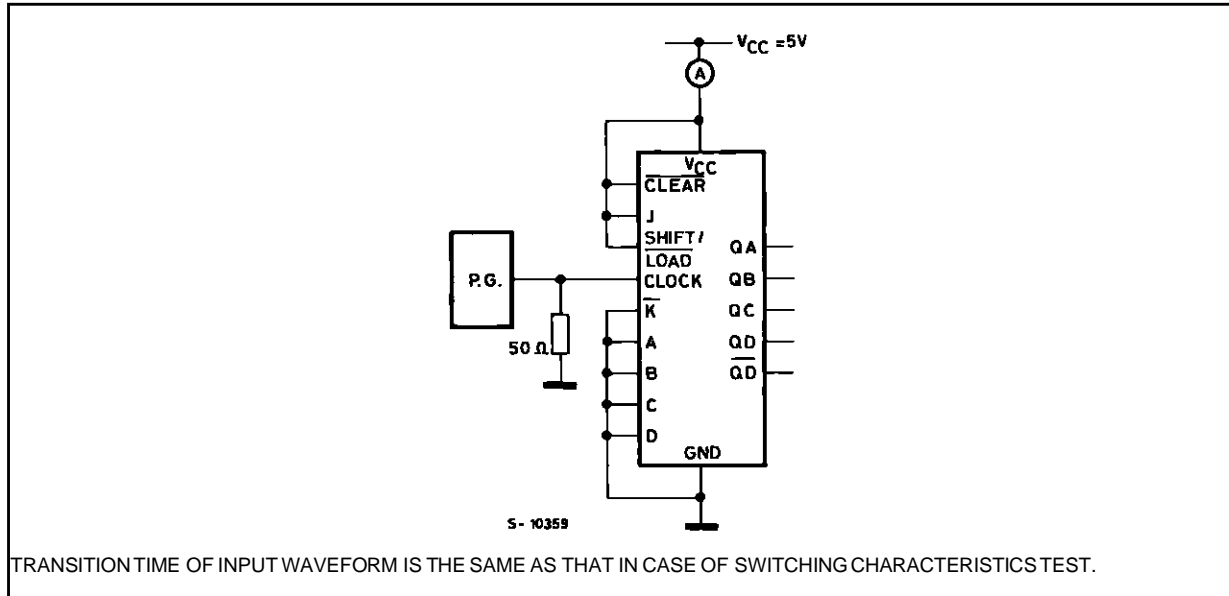 VCC =5V
A
VCC
CLEAR
J
SHIFT/
LOAD
QA
P.G.
CLOCK
QB
K
QC
50 Ω
A
QD
B
QD
C
D
GND
S- 10359
TRANSITION TIME OF INPUT WAVEFORM IS THE SAME AS THAT IN CASE OF SWITCHING CHARACTERISTICS TEST.